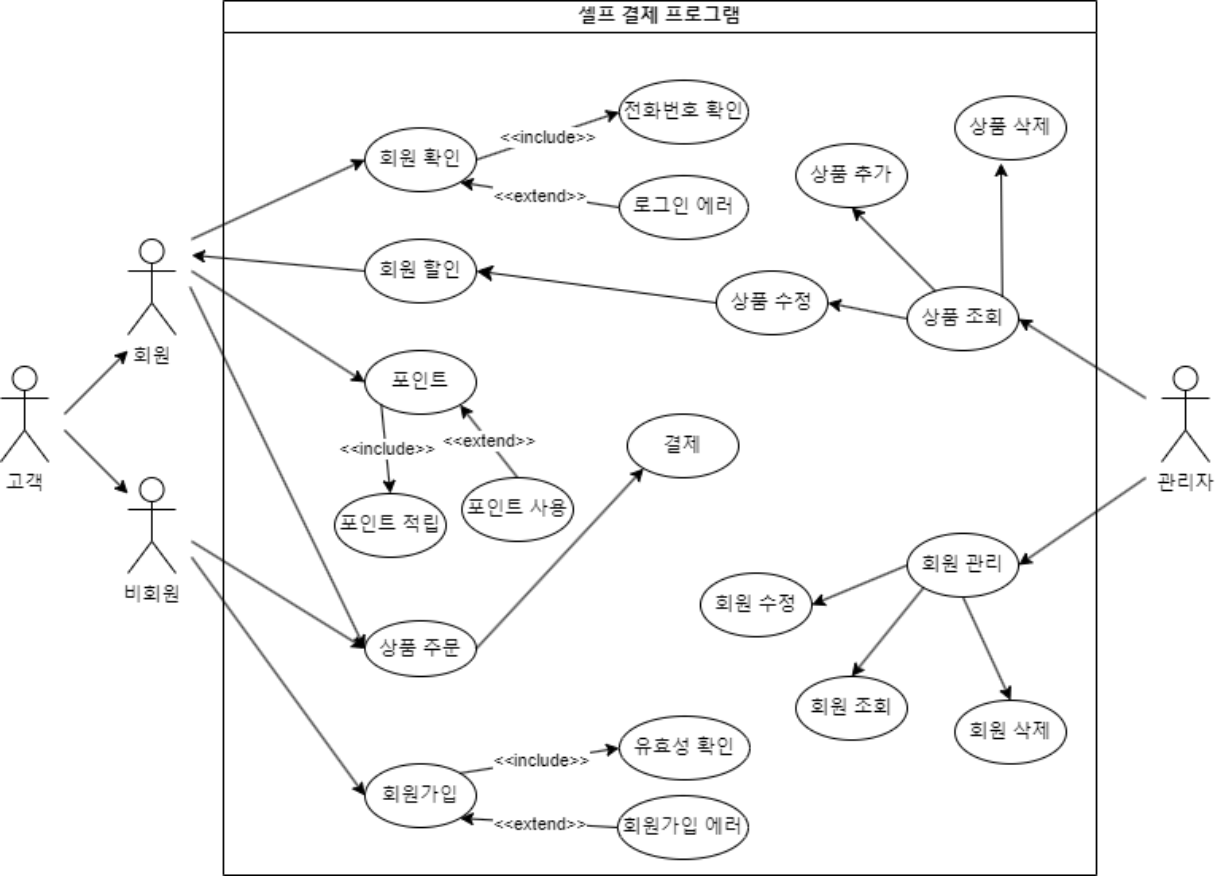 셀프 결제 프로그램
전화번호 확인
<<include>>
회원 확인
<<extend>>
로그인 에러
상품 삭제
상품 추가
회원 할인
상품 수정
상품 조회
회원
포인트
<<include>>
<<extend>>
결제
고객
관리자
포인트 적립
포인트 사용
비회원
회원 관리
회원 수정
상품 주문
회원 조회
회원 삭제
유효성 확인
<<include>>
회원가입
<<extend>>
회원가입 에러